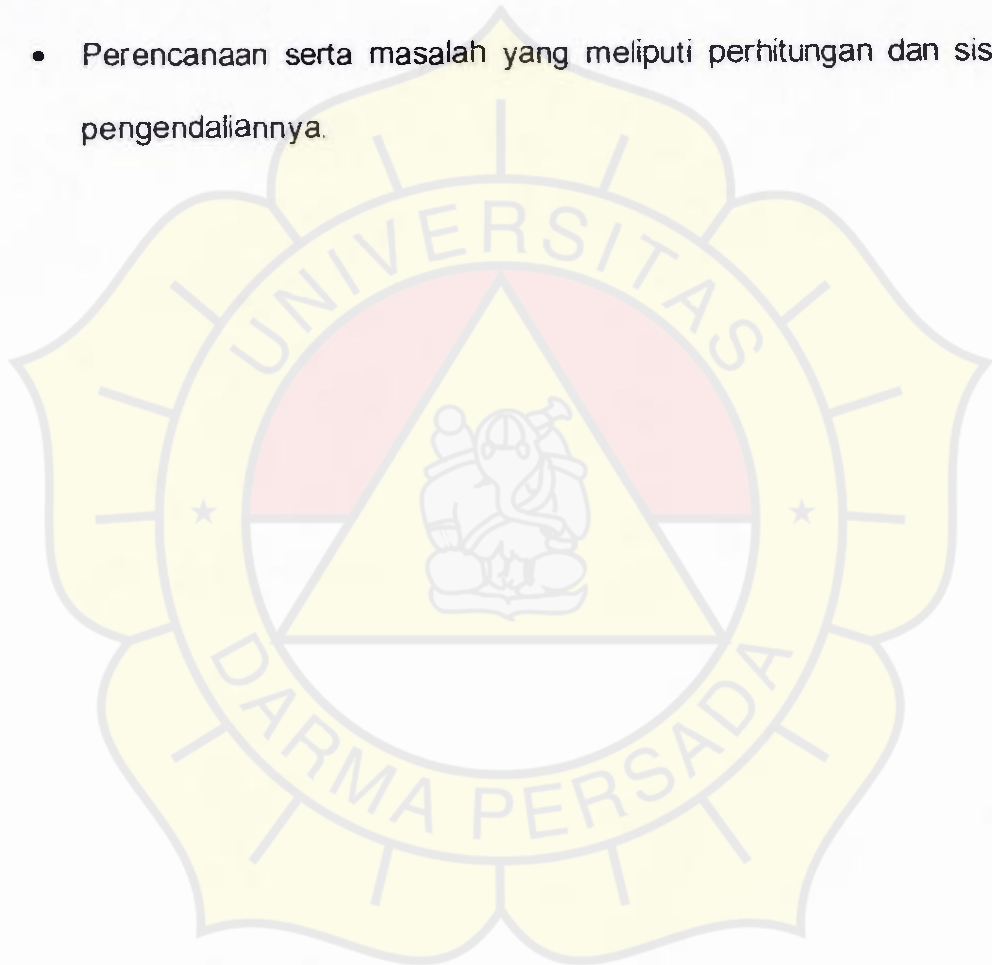 • Perencanaan serta masalah yang meliputi perhitungan dan sis
pengendaliannya.
UNIVERSITAS
DARMA PERSADA